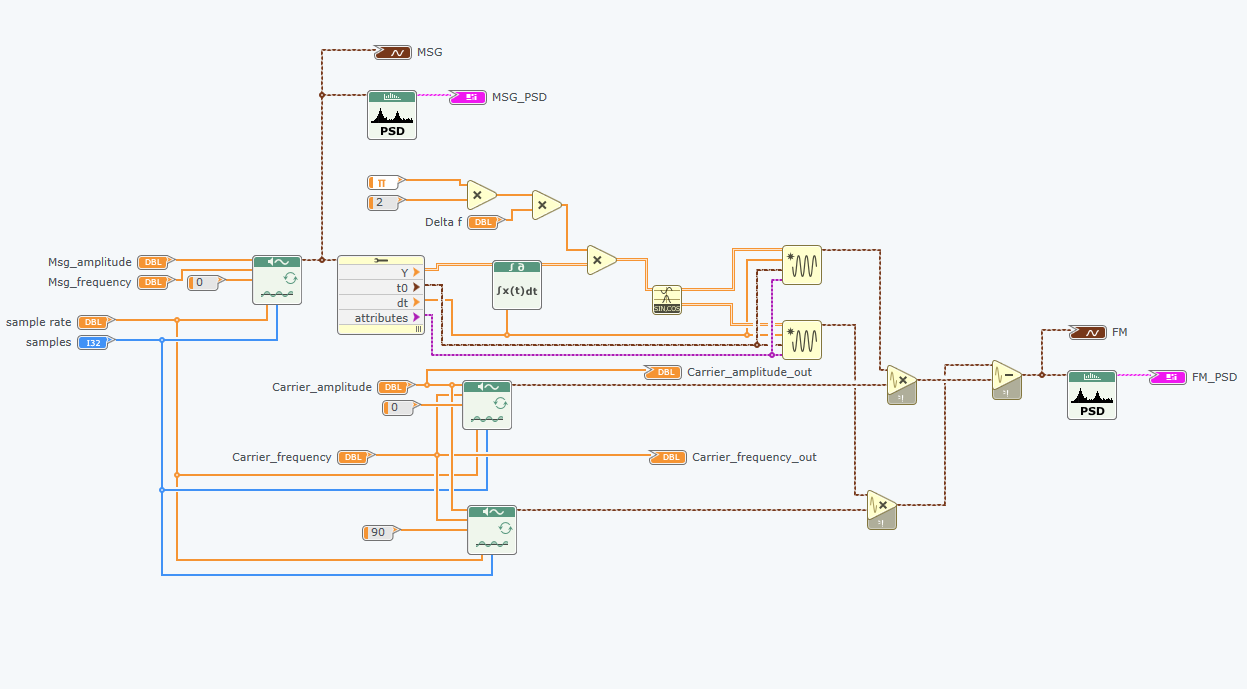 MSG
MSG_PSD
PSD
π
2
Delta f
DBL
Msg_amplitude
DBL
Msg_frequency
DBL
0
Y
t0
dt
attributes
∫ ∂
∫x(t)dt
SIN,COS
sample rate
DBL
samples
I32
Carrier_amplitude
DBL
0
DBL
Carrier_amplitude_out
Carrier_frequency
DBL
DBL
Carrier_frequency_out
90
FM
PSD
FM_PSD